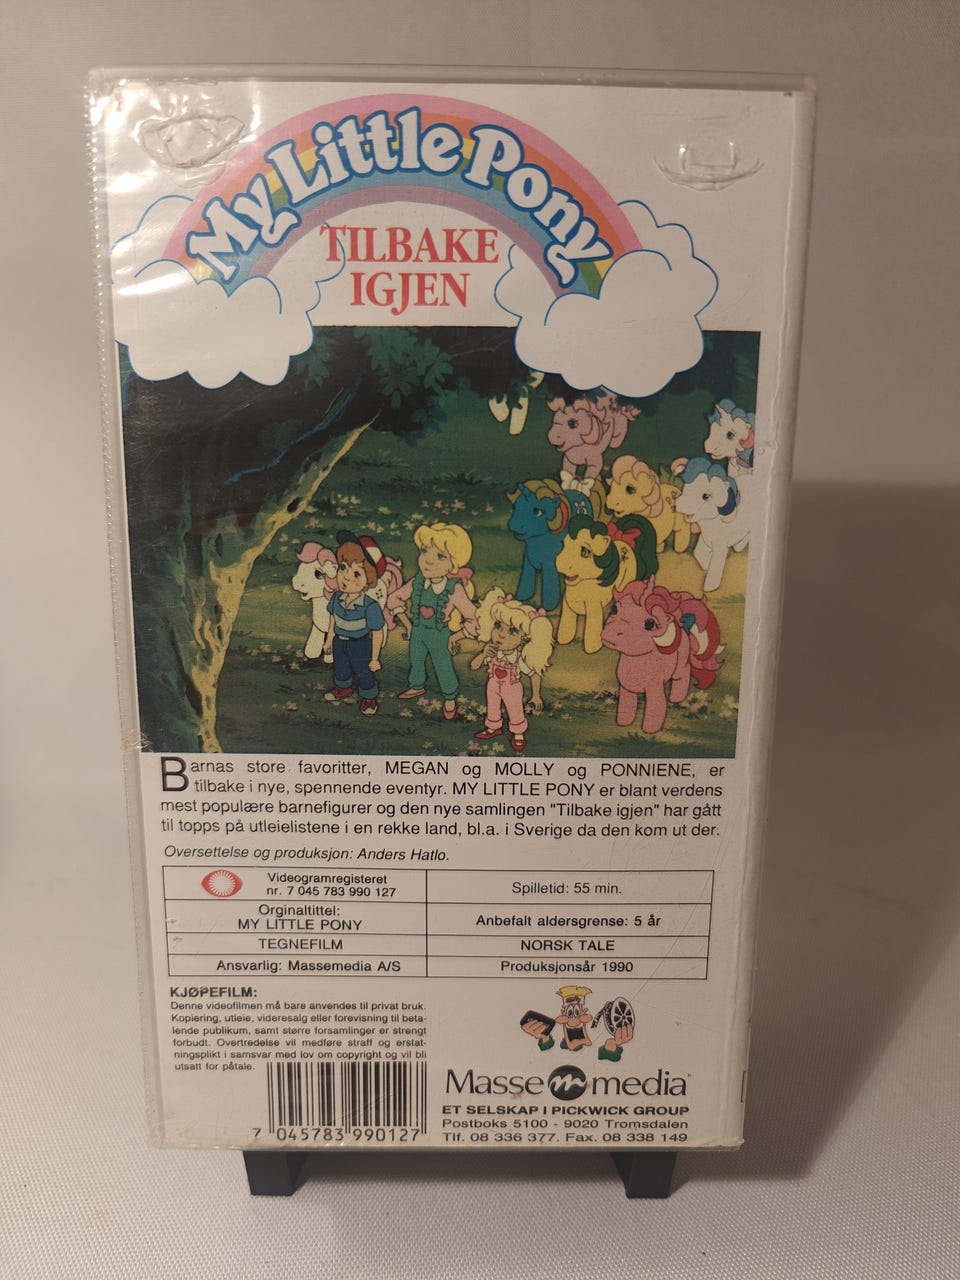 My Little Pony
TILBAKE
IGJEN
Barnas store favoritter, MEGAN og MOLLY og PONNIENE, er
tilbake i nye, spennende eventyr. MY LITTLE PONY er blant verdens
mest populære barnefigurer og den nye samlingen "Tilbake igjen" har gått
til topps på utleielistene i en rekke land, bl.a. i Sverige da den kom ut der.
Oversettelse og produksjon: Anders Hatlo.
Videogramregisteret
nr. 7 045 783 990 127
Spilletid: 55 min.
Orginaltittel:
MY LITTLE PONY
Anbefalt aldersgrense: 5 år
TEGNEFILM
NORSK TALE
Ansvarlig: Massemedia A/S
Produksjonsår 1990
KJØPEFILM:
Denne videofilmen må bare anvendes til privat bruk.
Kopiering, utleie, videresalg eller forevisning til beta-
lende publikum, samt større forsamlinger er strengt
forbudt. Overtredelse vil medføre straff og erstat-
ningsplikt i samsvar med lov om copyright og vil bli
utsatt for påtale.
7 045783 990127
Masse m media
ET SELSKAP I PICKWICK GROUP
Postboks 5100 - 9020 Tromsdalen
Tlf. 08 336 377. Fax. 08 338 149